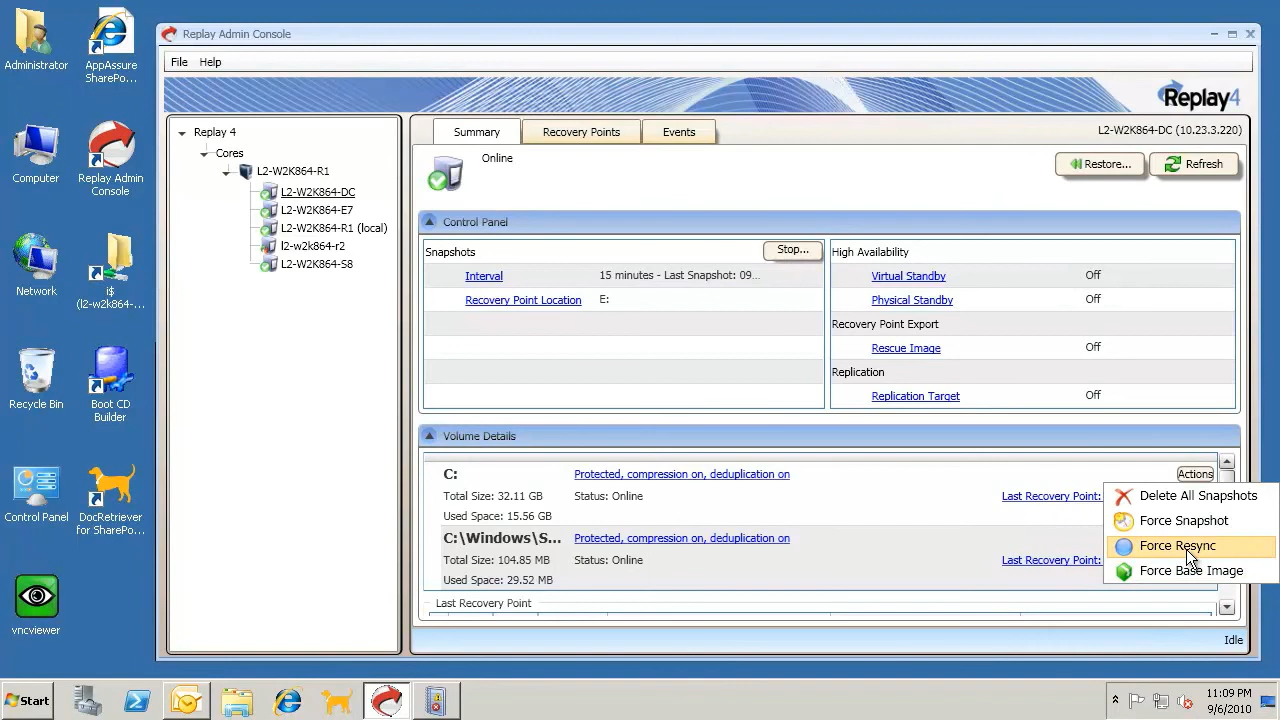 Administrator
AppAssure
SharePo...
Computer
Replay Admin
Console
Network
i$
(l2-w2k864-...
Recycle Bin
Boot CD
Builder
Control Panel
DocRetriever
for SharePo...
vncviewer
Replay Admin Console
File Help
Replay4
Replay 4
Cores
L2-W2K864-R1
L2-W2K864-DC
L2-W2K864-E7
L2-W2K864-R1 (local)
l2-w2k864-r2
L2-W2K864-S8
Summary Recovery Points Events
L2-W2K864-DC (10.23.3.220)
Online
Restore... Refresh
Control Panel
Snapshots Stop...
Interval 15 minutes - Last Snapshot: 09...
Recovery Point Location E:
High Availability
Virtual Standby Off
Physical Standby Off
Recovery Point Export
Rescue Image Off
Replication
Replication Target Off
Volume Details
C: Protected, compression on, deduplication on Actions
Total Size: 32.11 GB Status: Online Last Recovery Point:
Used Space: 15.56 GB
C:\Windows\S... Protected, compression on, deduplication on
Total Size: 104.85 MB Status: Online Last Recovery Point:
Used Space: 29.52 MB
Last Recovery Point
Delete All Snapshots
Force Snapshot
Force Resync
Force Base Image
Idle
Start
11:09 PM
9/6/2010